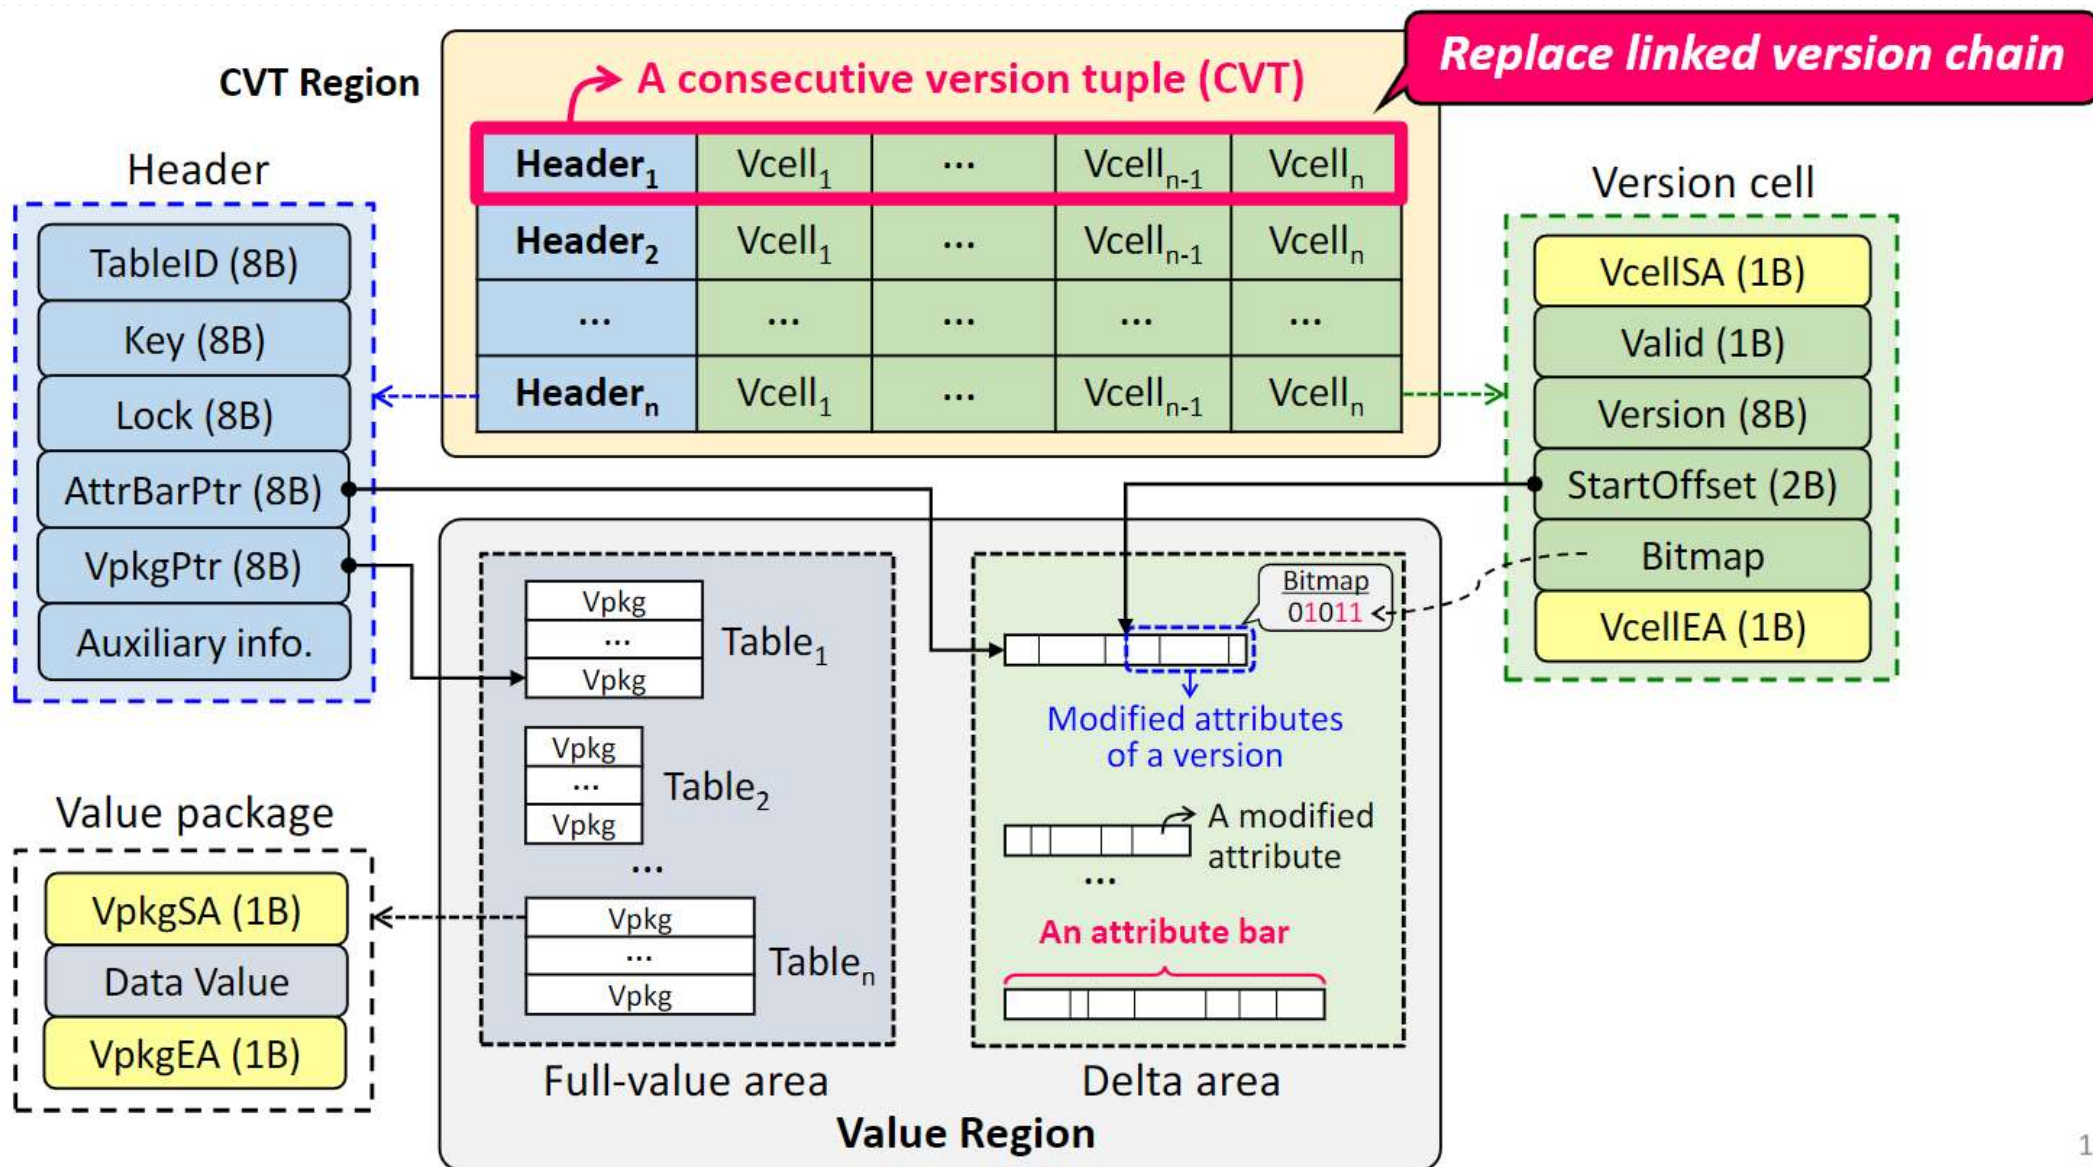 Replace linked version chain
CVT Region
A consecutive version tuple (CVT)
Header₁ Vcell₁ ... Vcellₙ₋₁ Vcellₙ
Header₂ Vcell₁ ... Vcellₙ₋₁ Vcellₙ
... ... ... ... ...
Headerₙ Vcell₁ ... Vcellₙ₋₁ Vcellₙ
Header
TableID (8B)
Key (8B)
Lock (8B)
AttrBarPtr (8B)
VpkgPtr (8B)
Auxiliary info.
Version cell
VcellSA (1B)
Valid (1B)
Version (8B)
StartOffset (2B)
Bitmap
VcellEA (1B)
Value package
VpkgSA (1B)
Data Value
VpkgEA (1B)
Vpkg
...
Vpkg
Table₁
Vpkg
...
Vpkg
Table₂
...
Vpkg
...
Vpkg
Tableₙ
Full-value area
Bitmap
01011
Modified attributes
of a version
A modified
attribute
...
An attribute bar
Delta area
Value Region
1